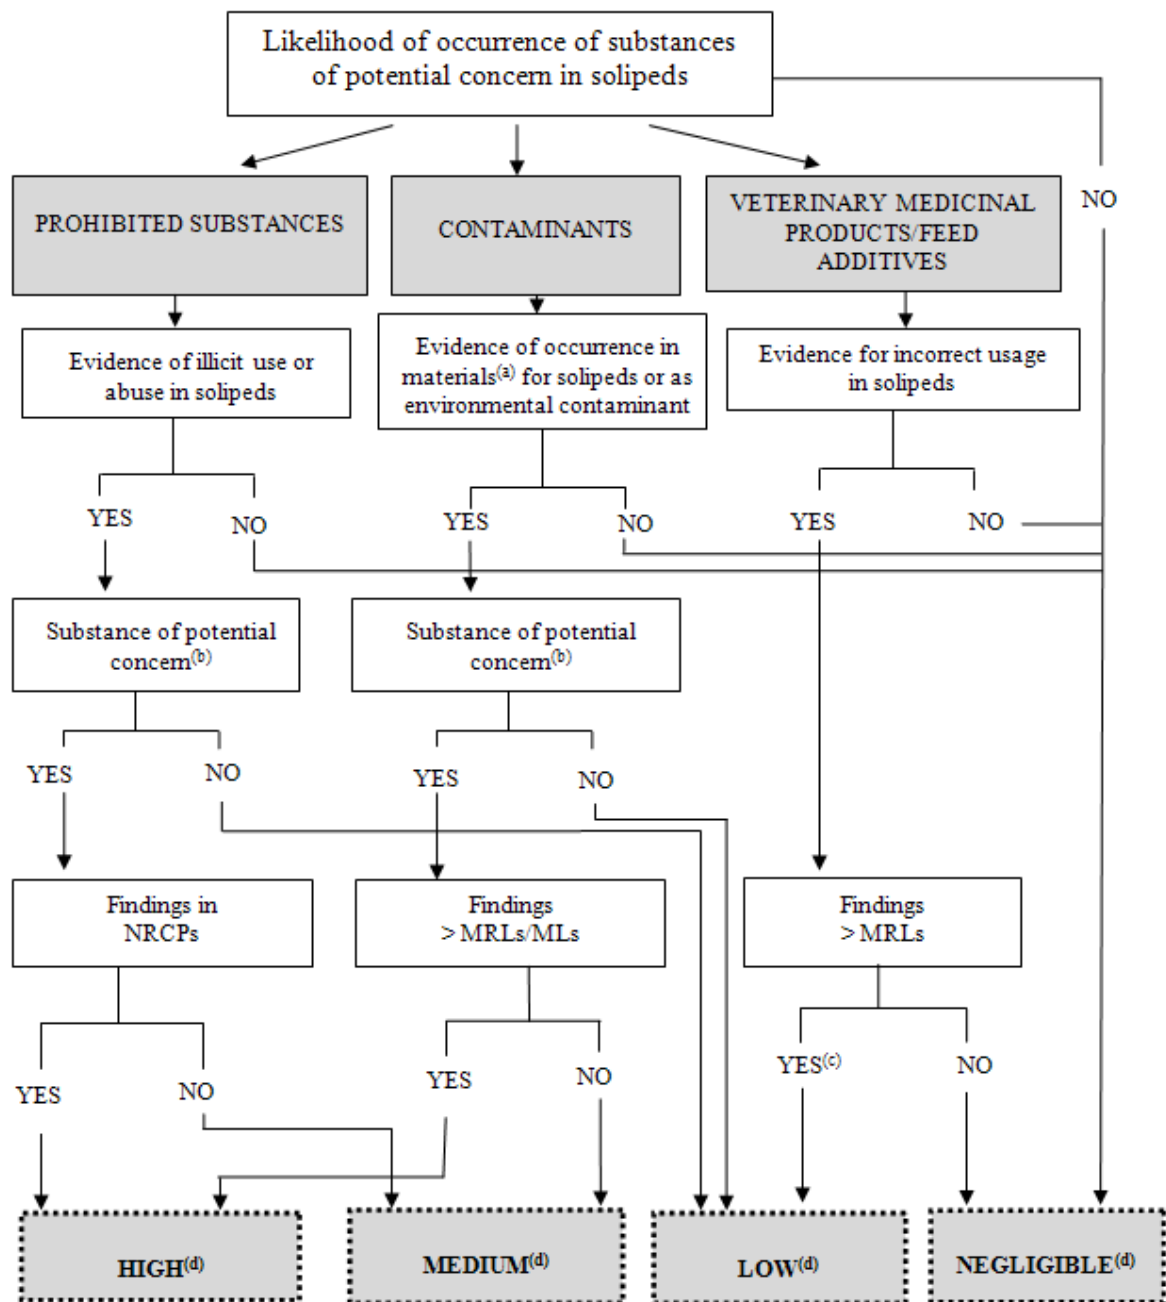 Likelihood of occurrence of substances
of potential concern in solipeds
NO
PROHIBITED SUBSTANCES
CONTAMINANTS
VETERINARY MEDICINAL
PRODUCTS/FEED
ADDITIVES
Evidence of illicit use or
abuse in solipeds
Evidence of occurrence in
materials(a) for solipeds or as
environmental contaminant
Evidence for incorrect usage
in solipeds
YES
NO
YES
NO
YES
NO
Substance of potential
concern(b)
Substance of potential
concern(b)
YES
NO
YES
NO
Findings in
NRCPs
Findings
> MRLs/MLs
Findings
> MRLs
YES
NO
YES
NO
YES(c)
NO
HIGH(d)
MEDIUM(d)
LOW(d)
NEGLIGIBLE(d)